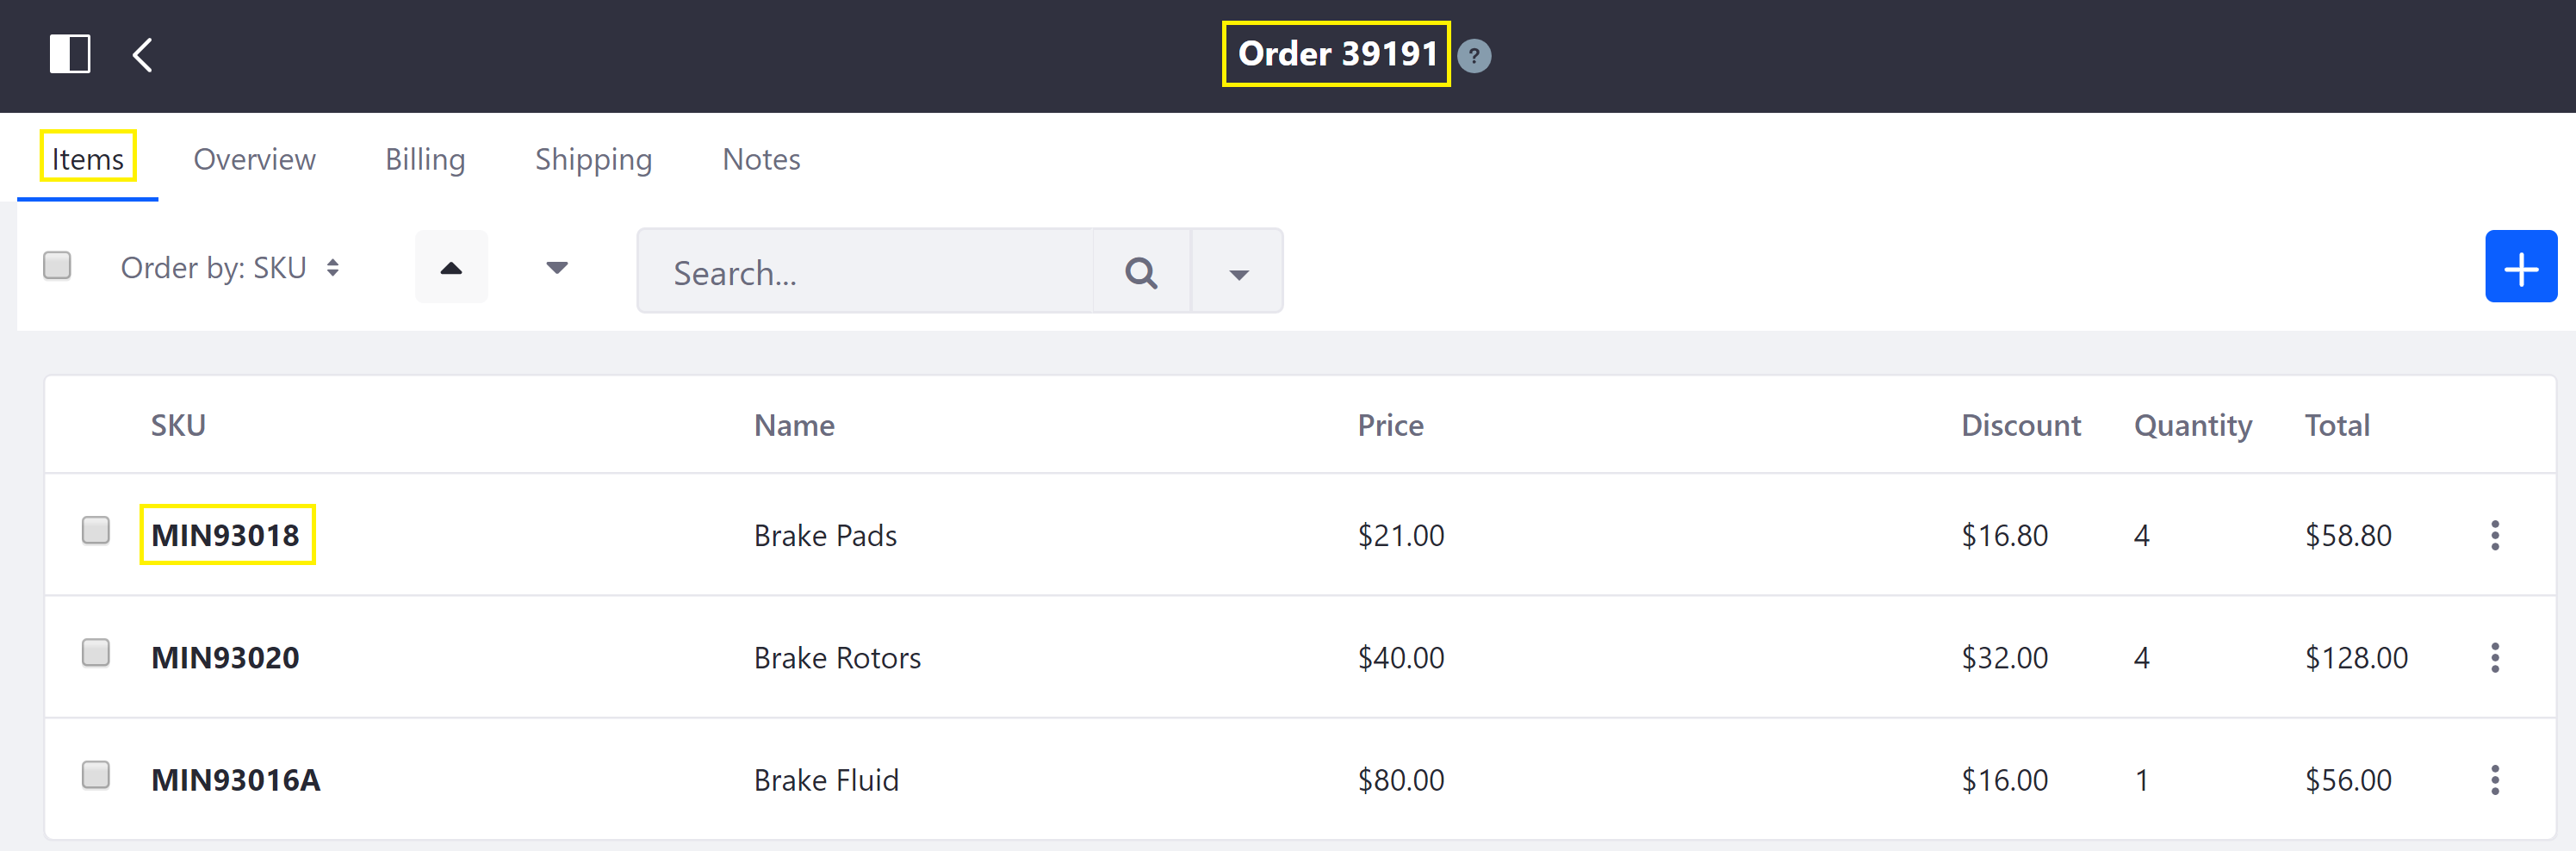 Order 39191 ?
Items Overview Billing Shipping Notes
Order by: SKU Search...
SKU Name Price Discount Quantity Total
MIN93018 Brake Pads $21.00 $16.80 4 $58.80
MIN93020 Brake Rotors $40.00 $32.00 4 $128.00
MIN93016A Brake Fluid $80.00 $16.00 1 $56.00